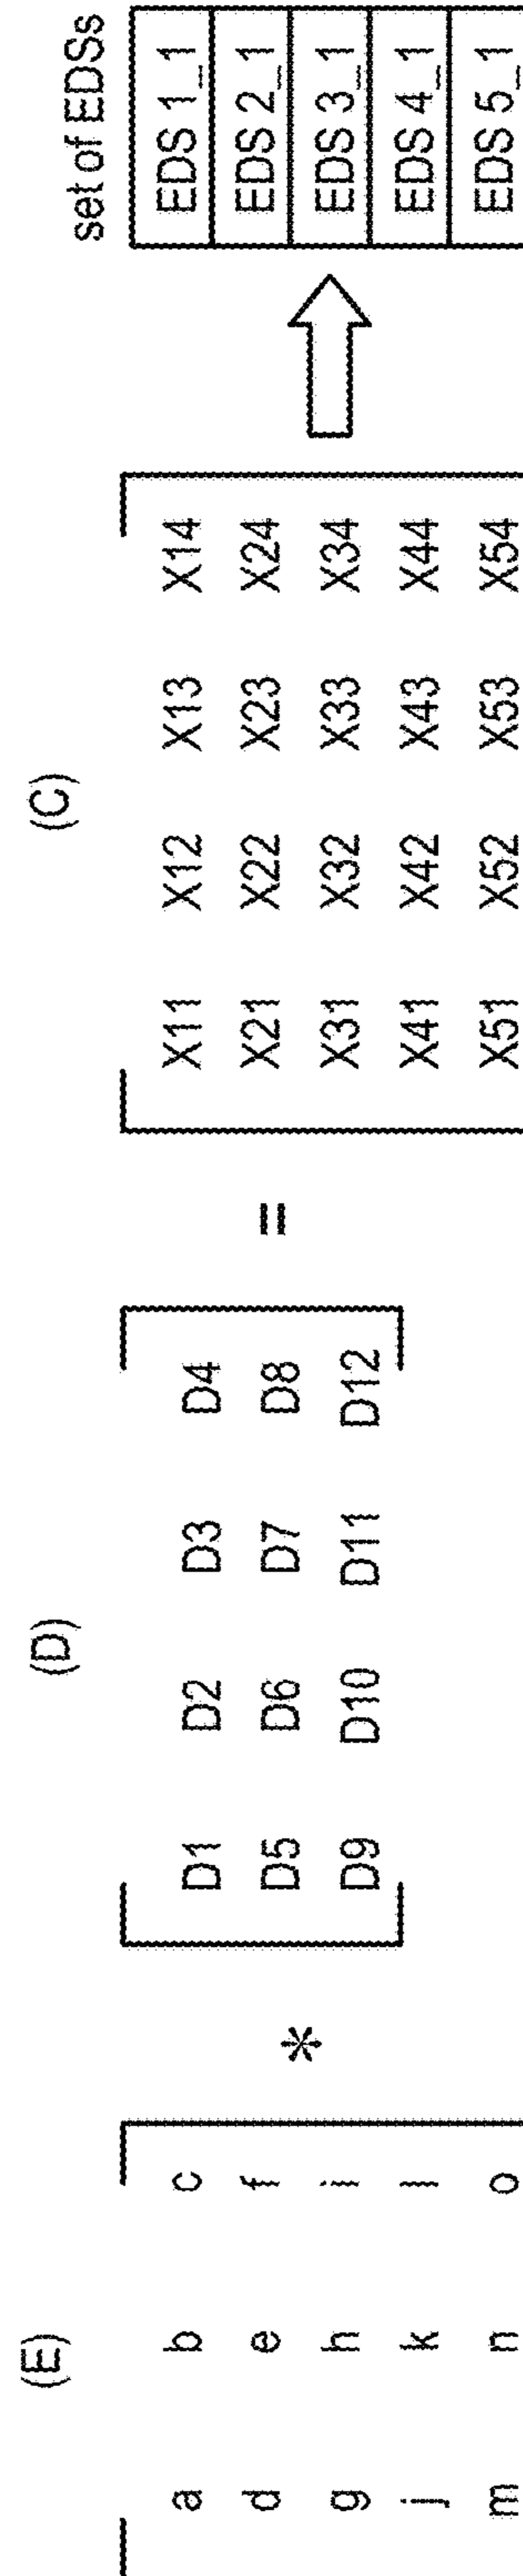 (E) (D) (C) set of EDSs
a b c
d e f
g h i
j k l
m n o
*
D1 D2 D3 D4
D5 D6 D7 D8
D9 D10 D11 D12
=
X11 X12 X13 X14
X21 X22 X23 X24
X31 X32 X33 X34
X41 X42 X43 X44
X51 X52 X53 X54
EDS 1_1
EDS 2_1
EDS 3_1
EDS 4_1
EDS 5_1